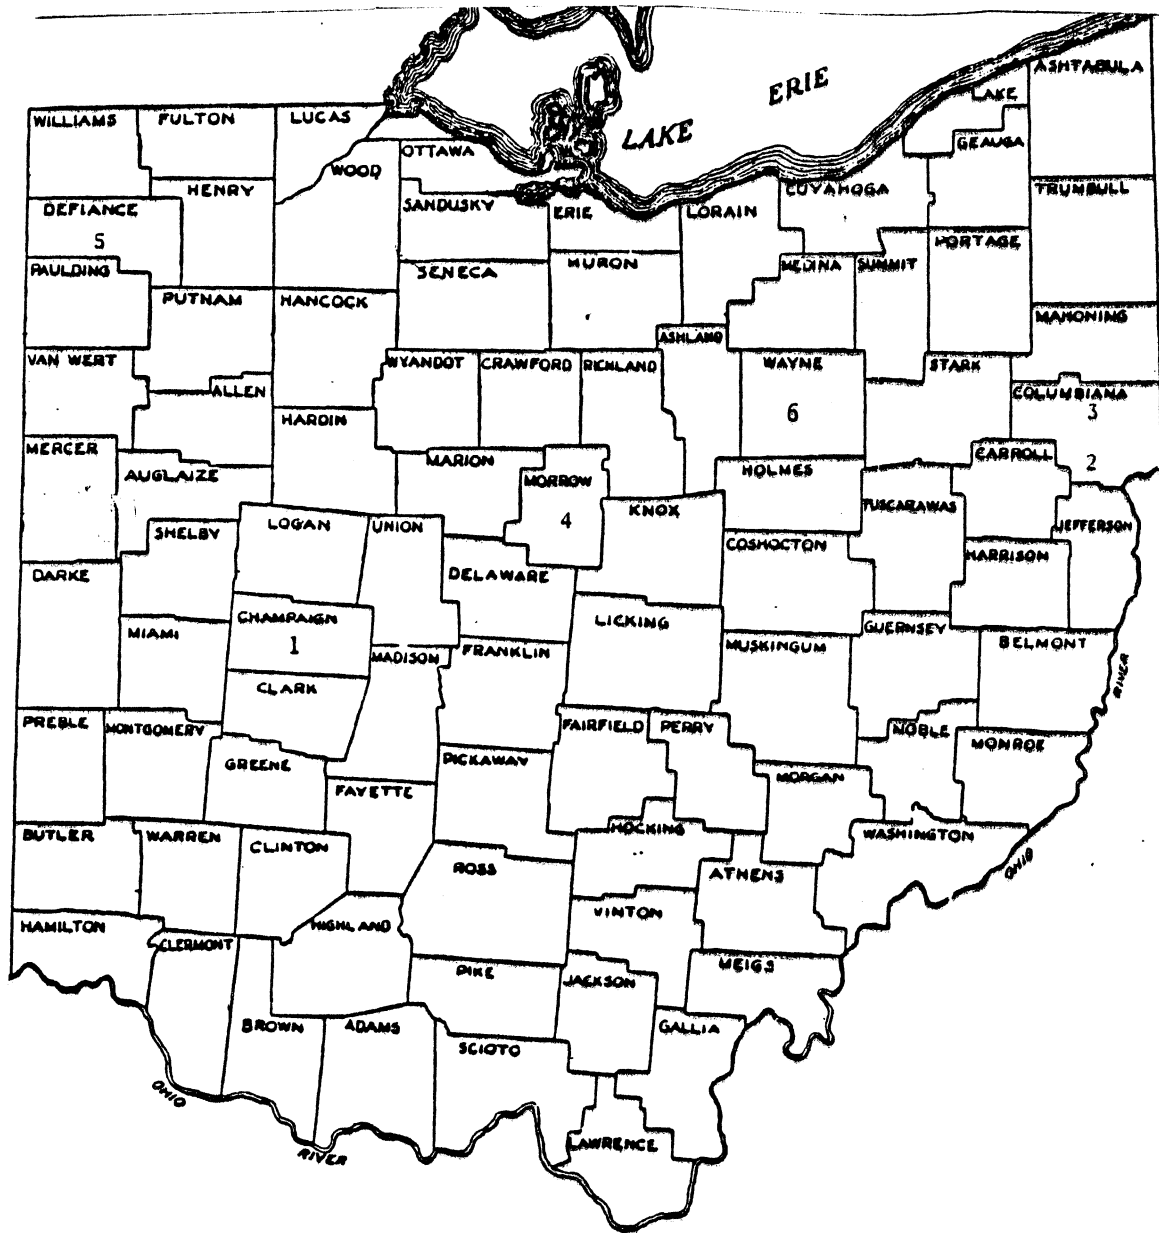 ERIE
LAKE
ASHTABULA
LAKE
WILLIAMS
FULTON
LUCAS
GEAUGA
OTTAWA
WOOD
HENRY
CUYAHOGA
TRUMBULL
DEFIANCE
5
SANDUSKY
ERIE
LORAIN
PORTAGE
PAULDING
SENECA
HURON
MEDINA
SUMMIT
PUTNAM
HANCOCK
MAHONING
ASHLAND
VAN WERT
WYANDOT
CRAWFORD
RICHLAND
WAYNE
6
STARK
ALLEN
COLUMBIANA
3
HARDIN
MERCER
MARION
CARROLL
2
AUGLAIZE
MORROW
4
HOLMES
TUSCARAWAS
KNOX
LOGAN
UNION
SHELBY
JEFFERSON
COSHOCTON
HARRISON
DARKE
DELAWARE
CHAMPAIGN
1
LICKING
GUERNSEY
MIAMI
MADISON
FRANKLIN
MUSKINGUM
BELMONT
RIVER
CLARK
PREBLE
MONTGOMERY
FAIRFIELD
PERRY
NOBLE
MONROE
GREENE
PICKAWAY
MORGAN
FAYETTE
BUTLER
WARREN
CLINTON
HOCKING
WASHINGTON
OHIO
ROSS
ATHENS
HAMILTON
HIGHLAND
VINTON
CLERMONT
PIKE
JACKSON
MEIGS
BROWN
ADAMS
GALLIA
SCIOTO
OHIO
RIVER
LAWRENCE